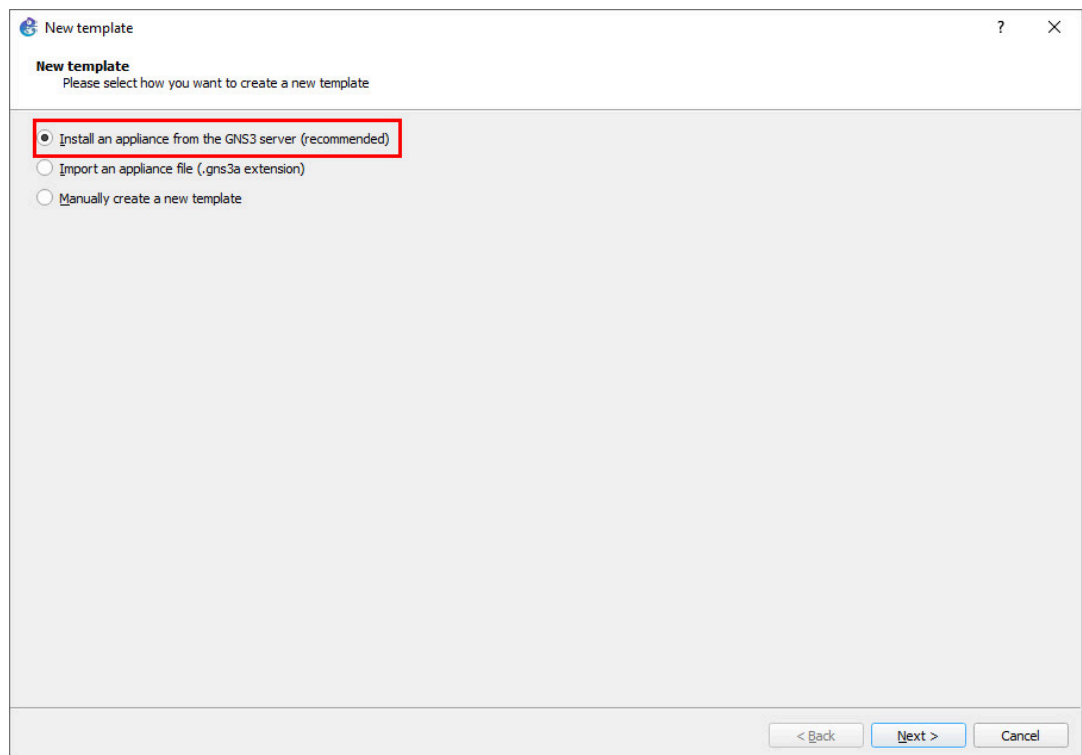 New template
New template
Please select how you want to create a new template
Install an appliance from the GNS3 server (recommended)
Import an appliance file (.gns3a extension)
Manually create a new template
< Back Next > Cancel